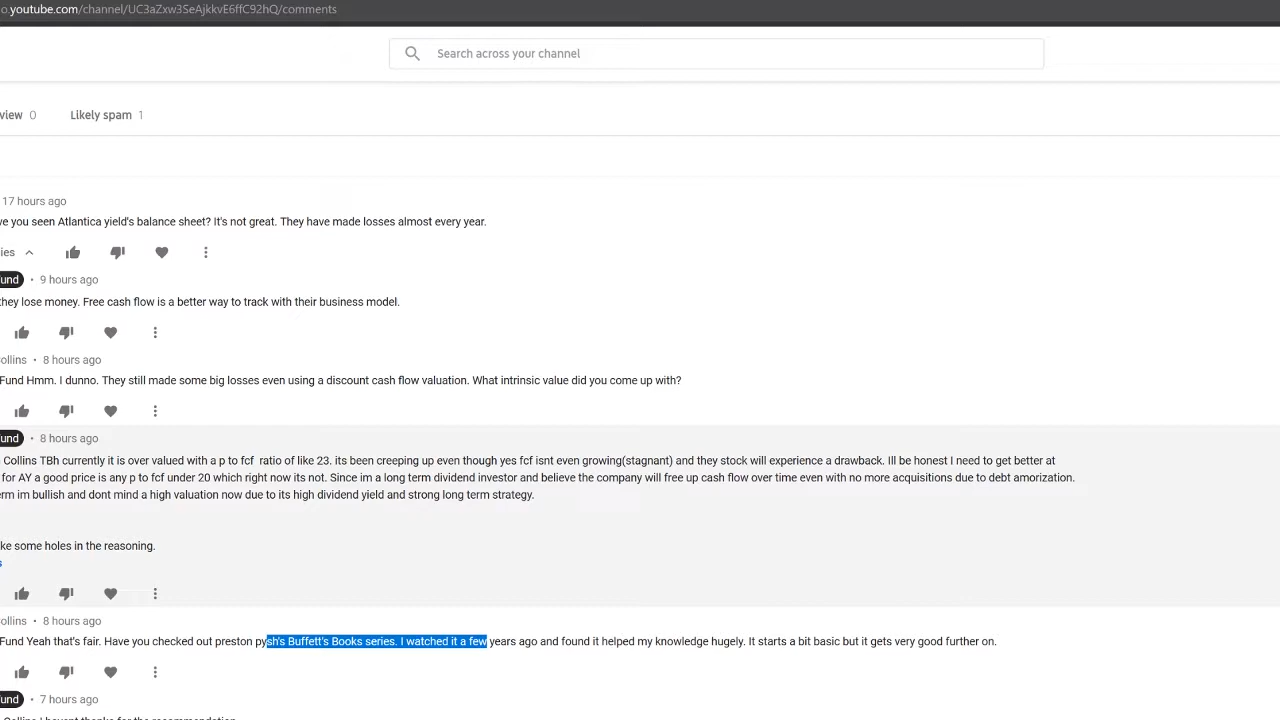 o.youtube.com/channel/UC3aZxw3SeAjkkvE6ffC92hQ/comments
Search across your channel
view 0 Likely spam 1
17 hours ago
ve you seen Atlantica yield's balance sheet? It's not great. They have made losses almost every year.
ies
und • 9 hours ago
they lose money. Free cash flow is a better way to track with their business model.
ollins • 8 hours ago
Fund Hmm. I dunno. They still made some big losses even using a discount cash flow valuation. What intrinsic value did you come up with?
und • 8 hours ago
Collins TBh currently it is over valued with a p to fcf ratio of like 23. its been creeping up even though yes fcf isnt even growing(stagnant) and they stock will experience a drawback. Ill be honest I need to get better at
for AY a good price is any p to fcf under 20 which right now its not. Since im a long term dividend investor and believe the company will free up cash flow over time even with no more acquisitions due to debt amorization.
erm im bullish and dont mind a high valuation now due to its high dividend yield and strong long term strategy.
ke some holes in the reasoning.
s
ollins • 8 hours ago
Fund Yeah that's fair. Have you checked out preston pysh's Buffett's Books series. I watched it a few years ago and found it helped my knowledge hugely. It starts a bit basic but it gets very good further on.
und • 7 hours ago
Collins I havent thanks for the recommendation